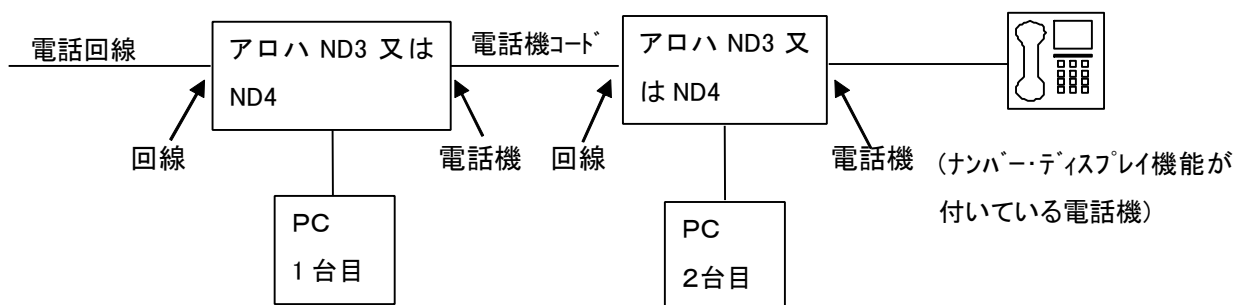 電話回線
アロハ ND3 又は
ND4
電話機ｺｰﾄﾞ
アロハ ND3 又
は ND4
回線
電話機
回線
電話機
(ﾅﾝﾊﾞｰ・ﾃﾞｨｽﾌﾟﾚｲ機能が
付いている電話機)
ＰＣ
1 台目
ＰＣ
２台目